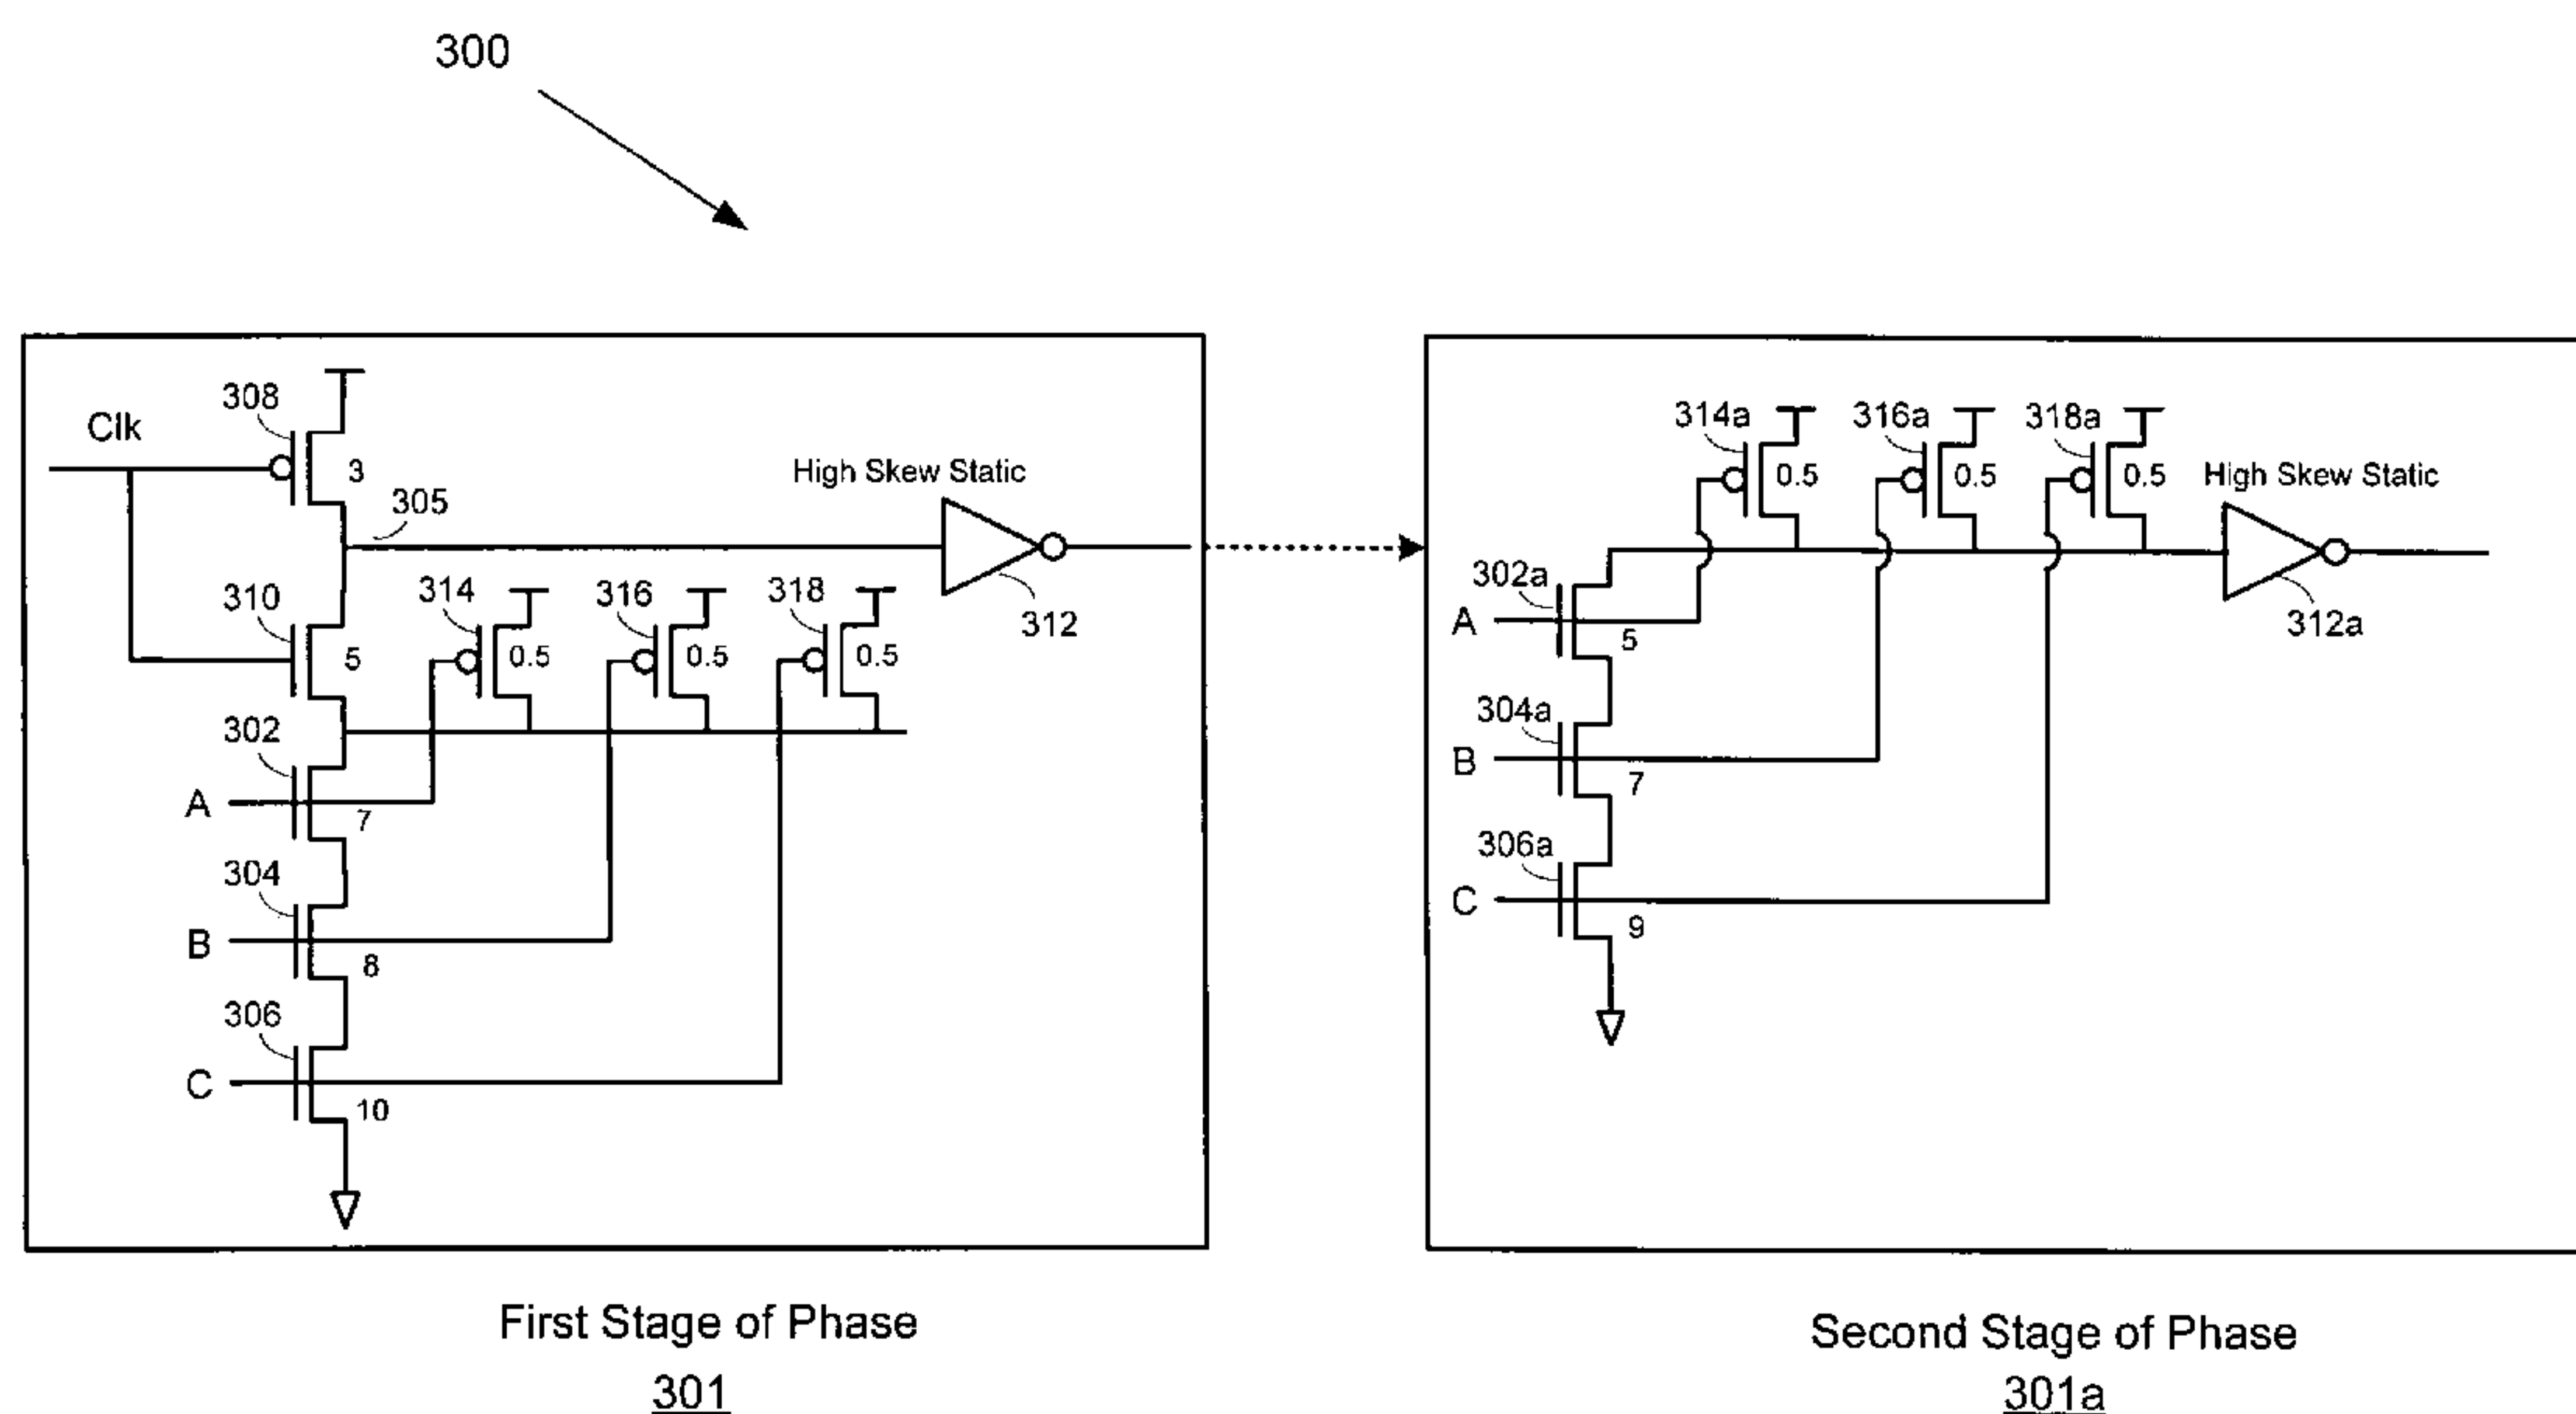 300
308
Clk
3
305
High Skew Static
312
310
5
314
0.5
316
0.5
318
0.5
302
A
7
304
B
8
306
C
10
First Stage of Phase
301
314a
0.5
316a
0.5
318a
0.5
High Skew Static
312a
302a
A
5
304a
B
7
306a
C
9
Second Stage of Phase
301a